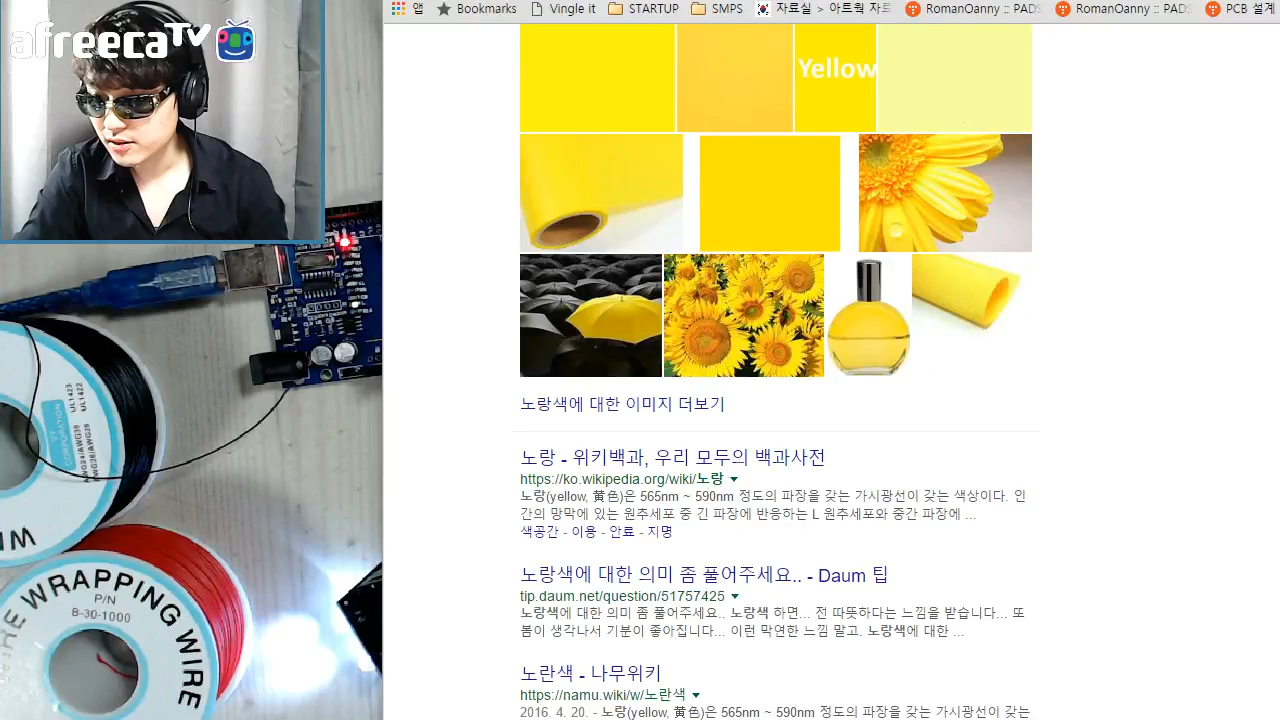 afreecaTV
앱
Bookmarks
Vingle it
STARTUP
SMPS
자료실 > 아트웍 자료
RomanOanny :: PADS
RomanOanny :: PADS
PCB 설계
Yellow
노랑색에 대한 이미지 더보기
노랑 - 위키백과, 우리 모두의 백과사전
https://ko.wikipedia.org/wiki/노랑
노랑(yellow, 黄色)은 565nm ~ 590nm 정도의 파장을 갖는 가시광선이 갖는 색상이다. 인
간의 망막에 있는 원추세포 중 긴 파장에 반응하는 L 원추세포와 중간 파장에 ...
색공간 - 이용 - 안료 - 지명
노랑색에 대한 의미 좀 풀어주세요.. - Daum 팁
tip.daum.net/question/51757425
노랑색에 대한 의미 좀 풀어주세요.. 노랑색 하면... 전 따뜻하다는 느낌을 받습니다... 또
봄이 생각나서 기분이 좋아집니다... 이런 막연한 느낌 말고. 노랑색에 대한 ...
노란색 - 나무위키
https://namu.wiki/w/노란색
2016. 4. 20. - 노랑(yellow, 黄色)은 565nm ~ 590nm 정도의 파장을 갖는 가시광선이 갖는
UL1423
UL1422
CORPORATION
WRAPPING WIRE
P/N
B-30-1000